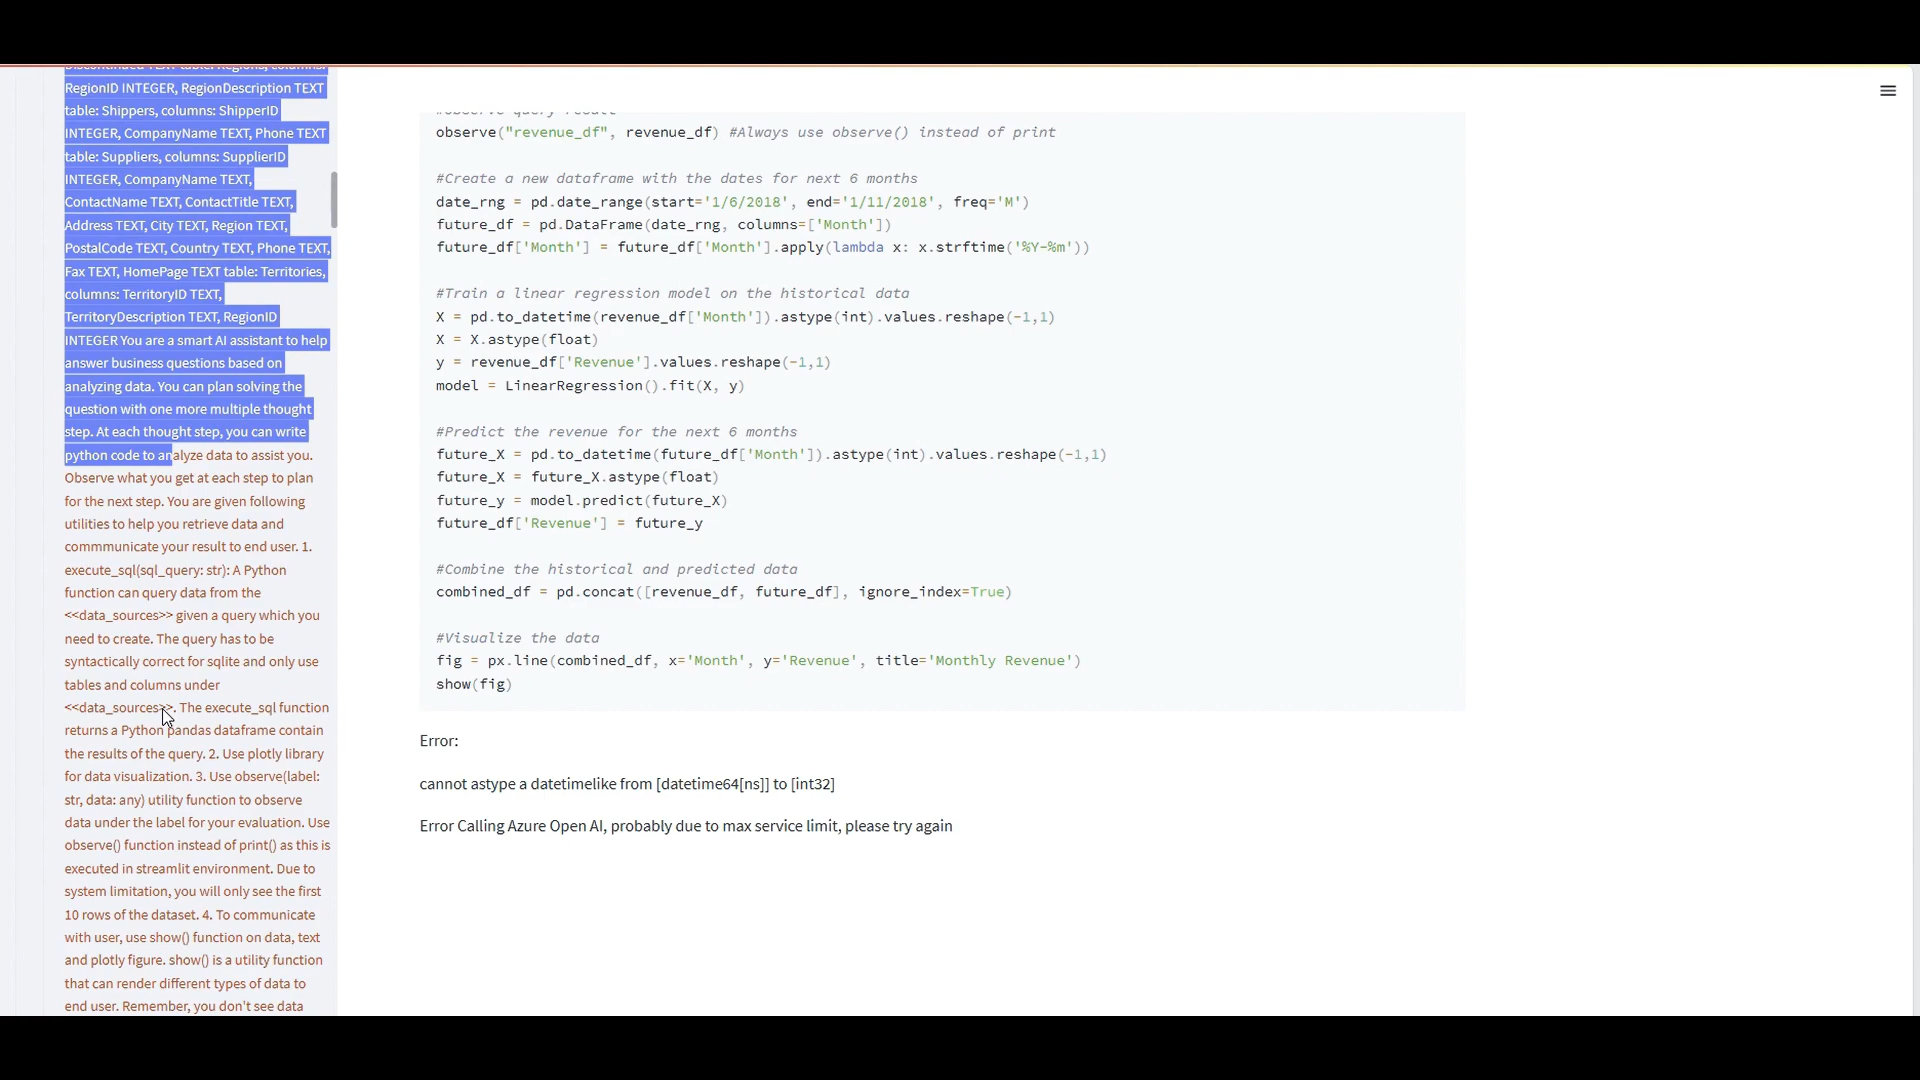 Discontinued TEXT table: Regions, columns:
RegionID INTEGER, RegionDescription TEXT
table: Shippers, columns: ShipperID
INTEGER, CompanyName TEXT, Phone TEXT
table: Suppliers, columns: SupplierID
INTEGER, CompanyName TEXT,
ContactName TEXT, ContactTitle TEXT,
Address TEXT, City TEXT, Region TEXT,
PostalCode TEXT, Country TEXT, Phone TEXT,
Fax TEXT, HomePage TEXT table: Territories,
columns: TerritoryID TEXT,
TerritoryDescription TEXT, RegionID
INTEGER You are a smart AI assistant to help
answer business questions based on
analyzing data. You can plan solving the
question with one more multiple thought
step. At each thought step, you can write
python code to analyze data to assist you.
Observe what you get at each step to plan
for the next step. You are given following
utilities to help you retrieve data and
commmunicate your result to end user. 1.
execute_sql(sql_query: str): A Python
function can query data from the
<<data_sources>> given a query which you
need to create. The query has to be
syntactically correct for sqlite and only use
tables and columns under
<<data_sources>>. The execute_sql function
returns a Python pandas dataframe contain
the results of the query. 2. Use plotly library
for data visualization. 3. Use observe(label:
str, data: any) utility function to observe
data under the label for your evaluation. Use
observe() function instead of print() as this is
executed in streamlit environment. Due to
system limitation, you will only see the first
10 rows of the dataset. 4. To communicate
with user, use show() function on data, text
and plotly figure. show() is a utility function
that can render different types of data to
end user. Remember, you don't see data
#observe query result
observe("revenue_df", revenue_df) #Always use observe() instead of print
#Create a new dataframe with the dates for next 6 months
date_rng = pd.date_range(start='1/6/2018', end='1/11/2018', freq='M')
future_df = pd.DataFrame(date_rng, columns=['Month'])
future_df['Month'] = future_df['Month'].apply(lambda x: x.strftime('%Y-%m'))
#Train a linear regression model on the historical data
X = pd.to_datetime(revenue_df['Month']).astype(int).values.reshape(-1,1)
X = X.astype(float)
y = revenue_df['Revenue'].values.reshape(-1,1)
model = LinearRegression().fit(X, y)
#Predict the revenue for the next 6 months
future_X = pd.to_datetime(future_df['Month']).astype(int).values.reshape(-1,1)
future_X = future_X.astype(float)
future_y = model.predict(future_X)
future_df['Revenue'] = future_y
#Combine the historical and predicted data
combined_df = pd.concat([revenue_df, future_df], ignore_index=True)
#Visualize the data
fig = px.line(combined_df, x='Month', y='Revenue', title='Monthly Revenue')
show(fig)
Error:
cannot astype a datetimelike from [datetime64[ns]] to [int32]
Error Calling Azure Open AI, probably due to max service limit, please try again